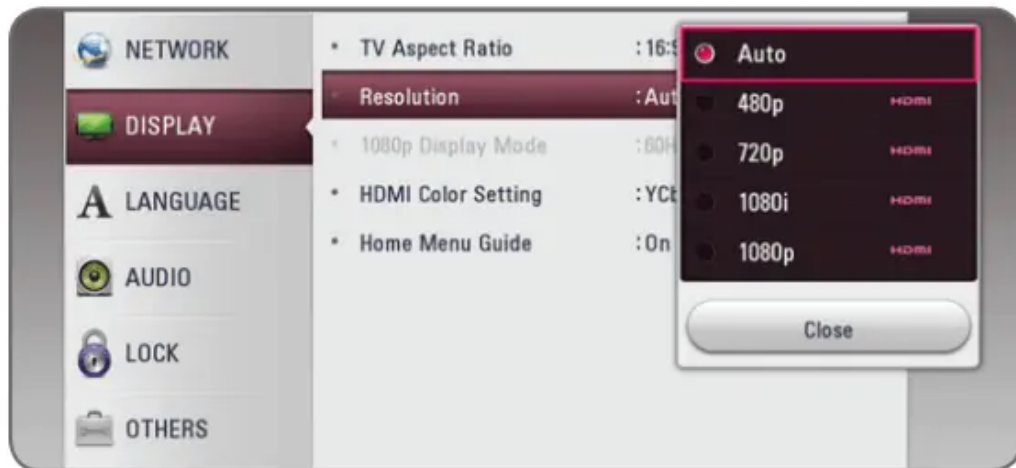 NETWORK
DISPLAY
LANGUAGE
AUDIO
LOCK
OTHERS
• TV Aspect Ratio :16:
Resolution :Aut
• 1080p Display Mode :60H
• HDMI Color Setting :YCb
• Home Menu Guide :On
Auto
480p HDMI
720p HDMI
1080i HDMI
1080p HDMI
Close